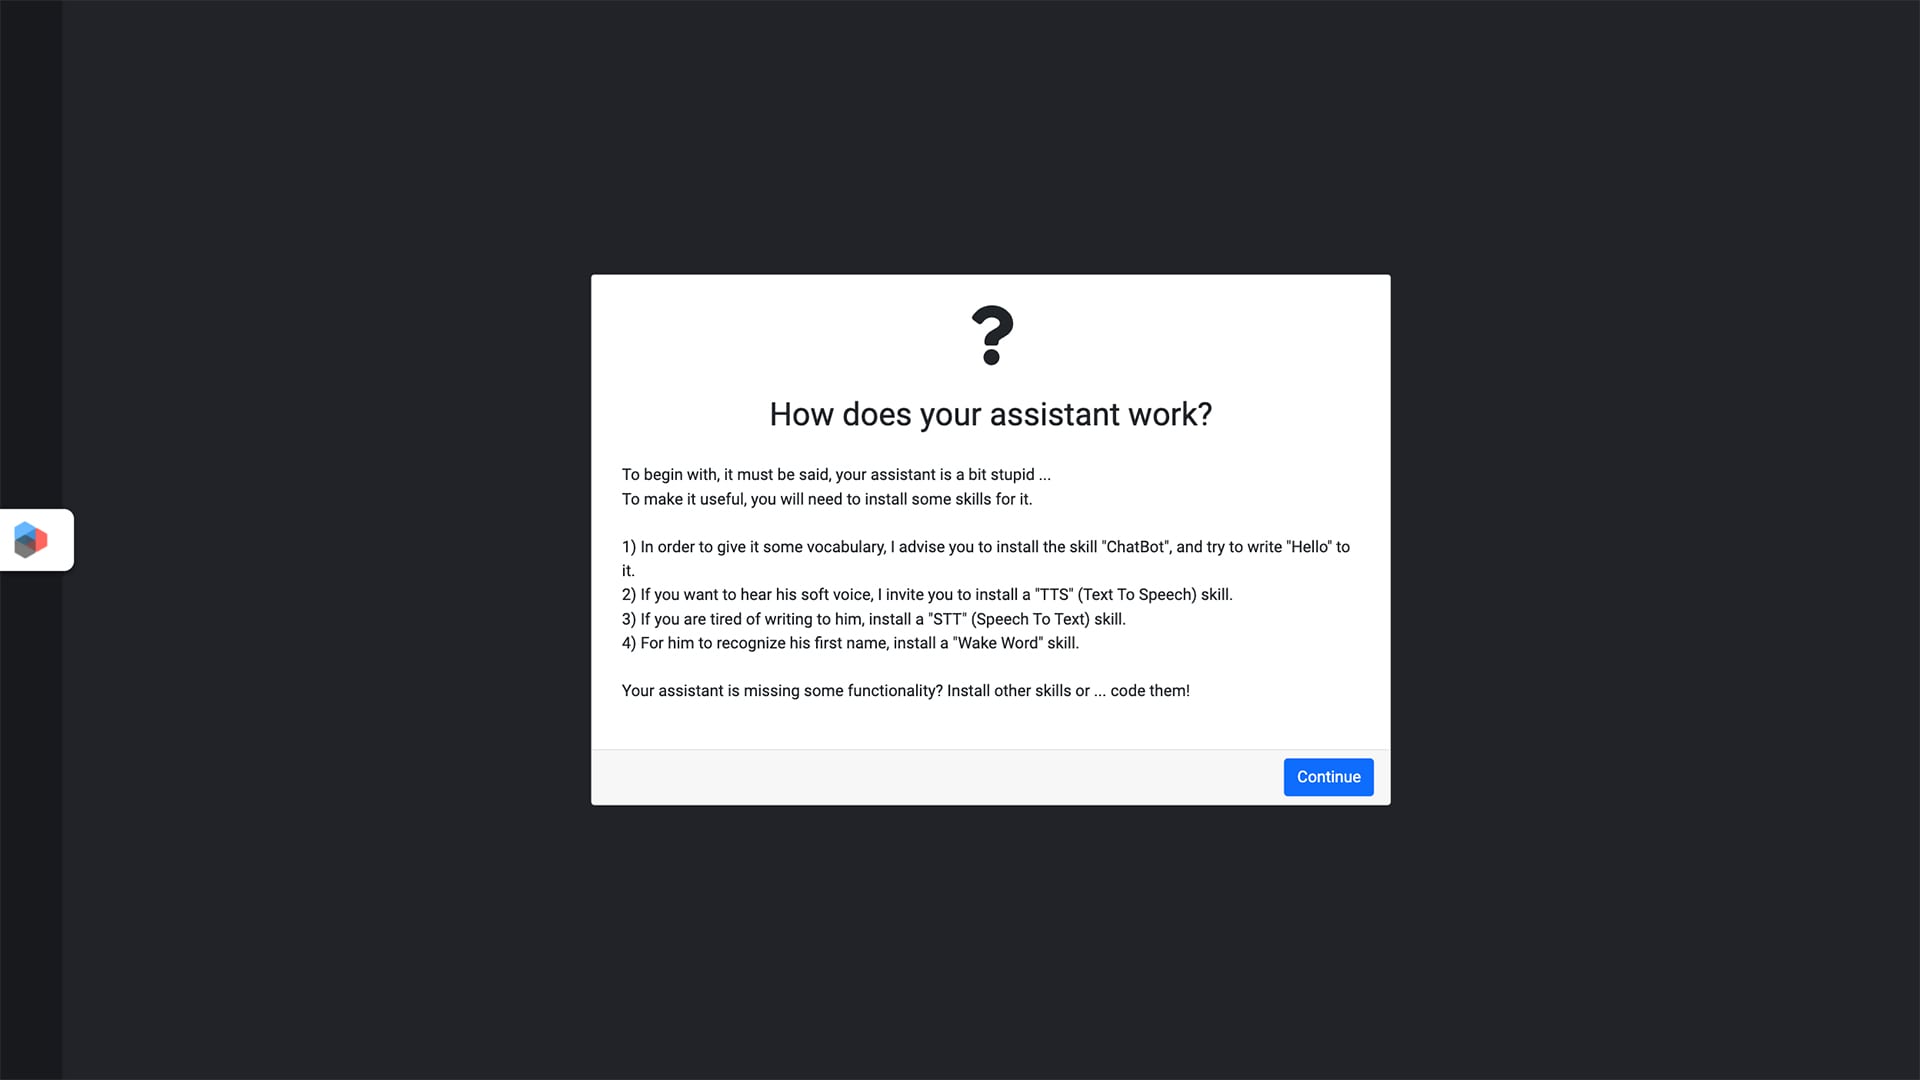 ?
How does your assistant work?
To begin with, it must be said, your assistant is a bit stupid ...
To make it useful, you will need to install some skills for it.
1) In order to give it some vocabulary, I advise you to install the skill "ChatBot", and try to write "Hello" to
it.
2) If you want to hear his soft voice, I invite you to install a "TTS" (Text To Speech) skill.
3) If you are tired of writing to him, install a "STT" (Speech To Text) skill.
4) For him to recognize his first name, install a "Wake Word" skill.
Your assistant is missing some functionality? Install other skills or ... code them!
Continue